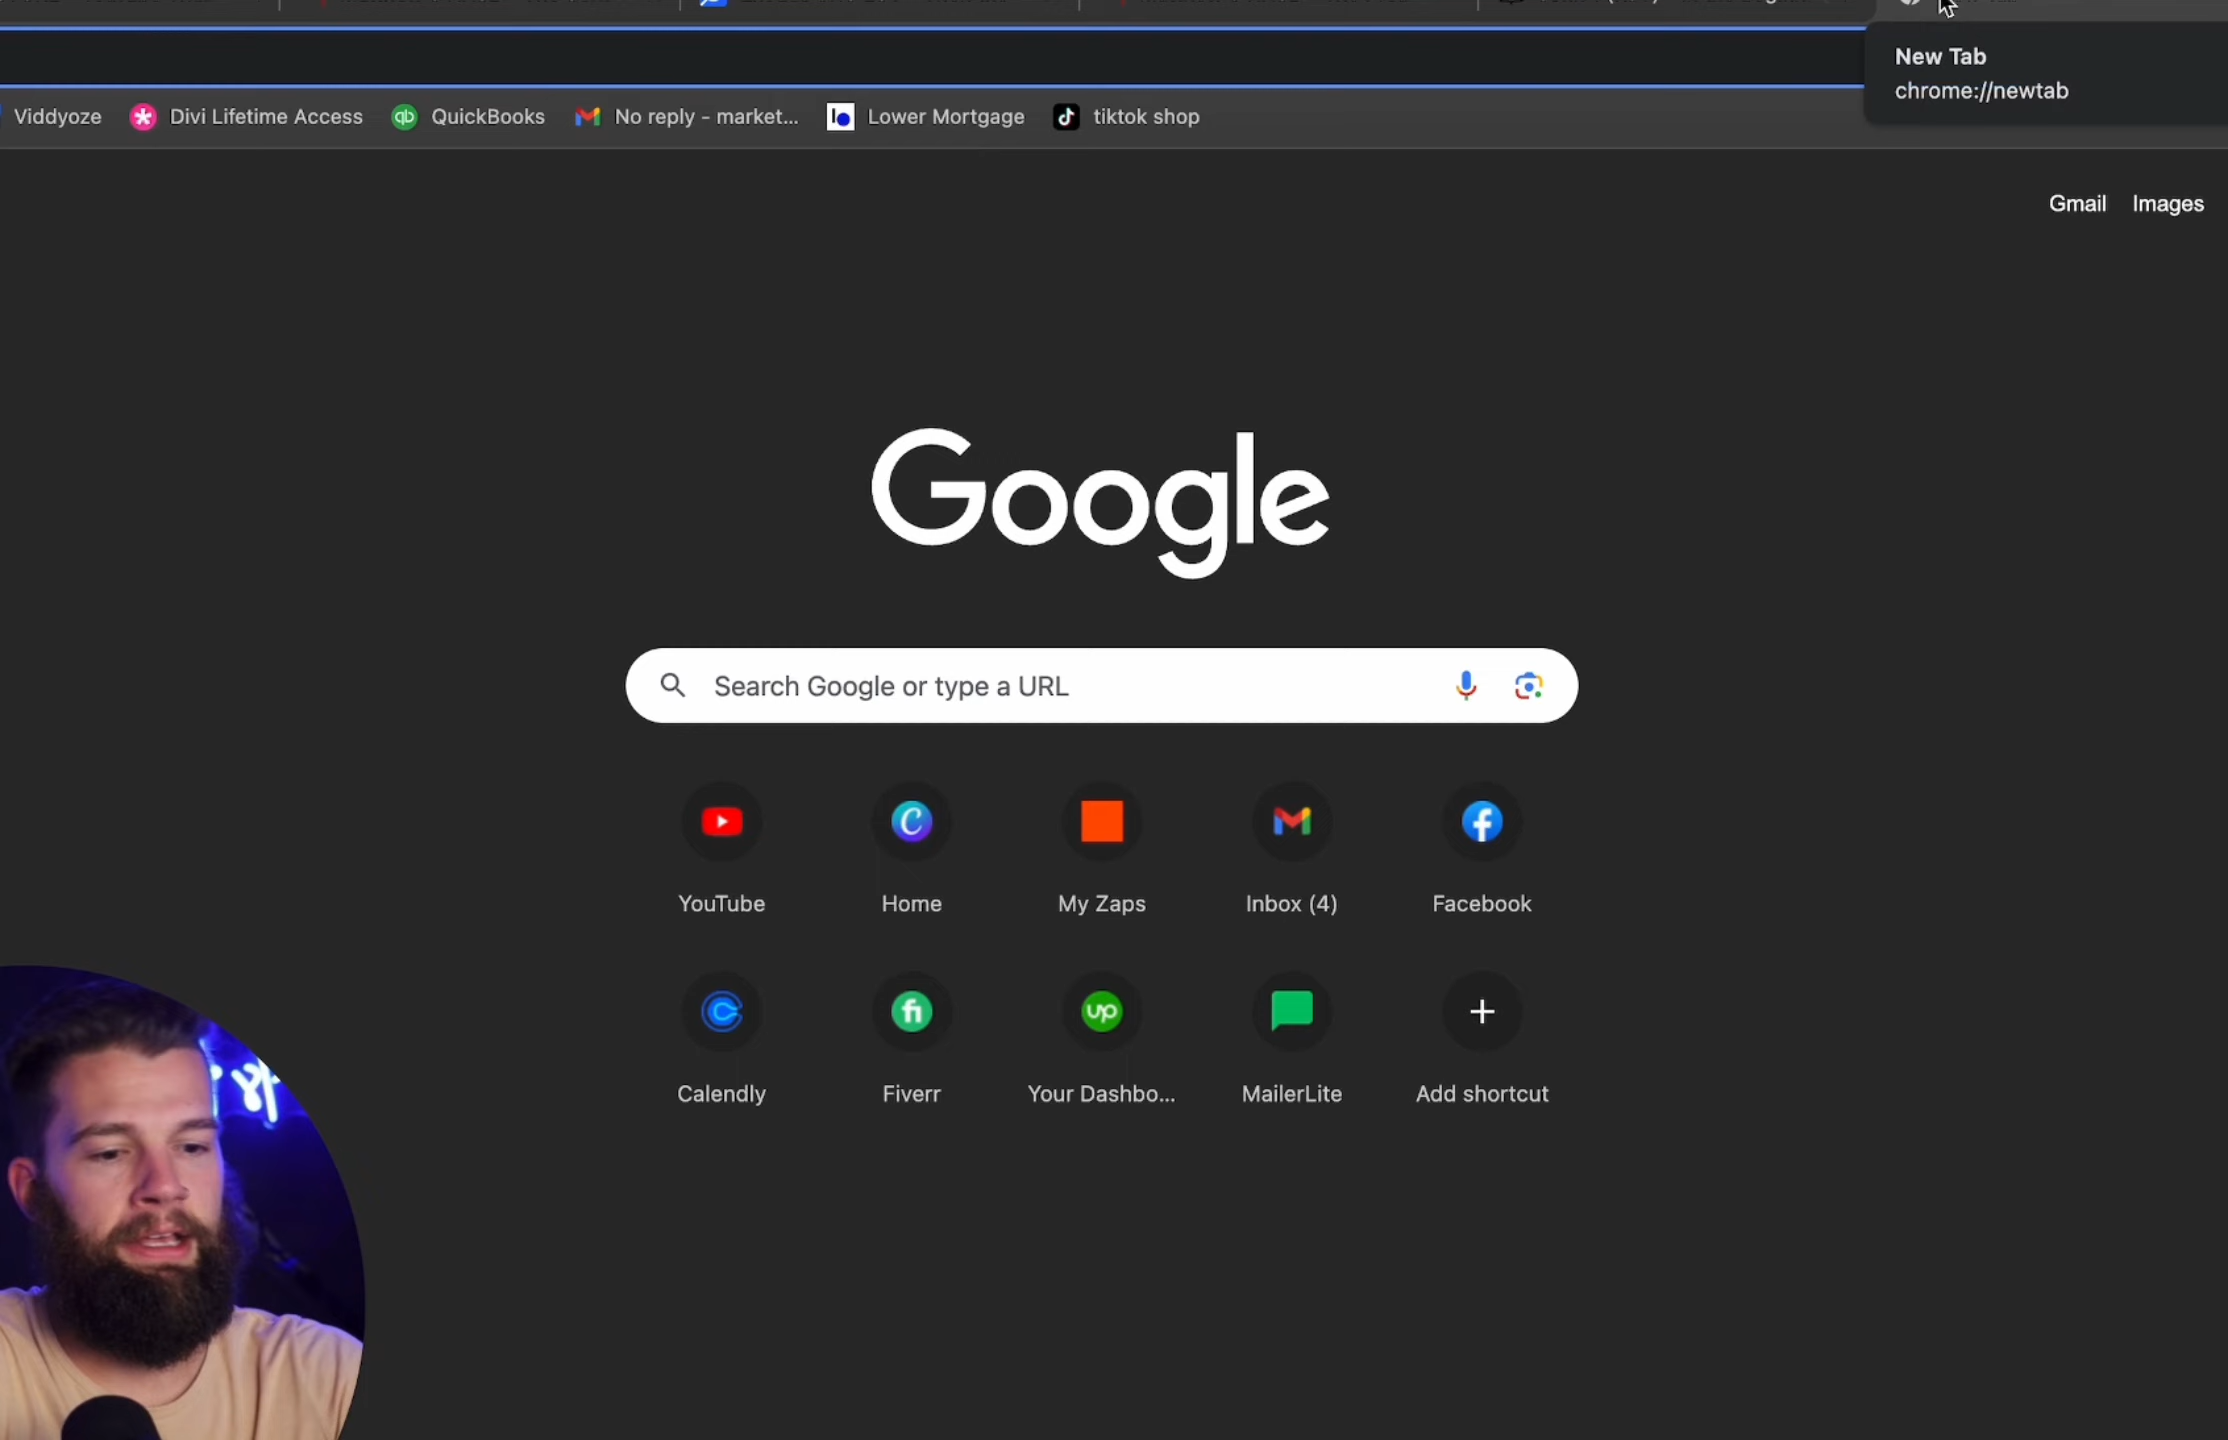 New Tab
chrome://newtab
Viddyoze
Divi Lifetime Access
qb
QuickBooks
No reply - market...
Lower Mortgage
tiktok shop
Gmail
Images
Google
Search Google or type a URL
YouTube
Home
My Zaps
Inbox (4)
Facebook
Calendly
Fiverr
Your Dashbo...
MailerLite
Add shortcut